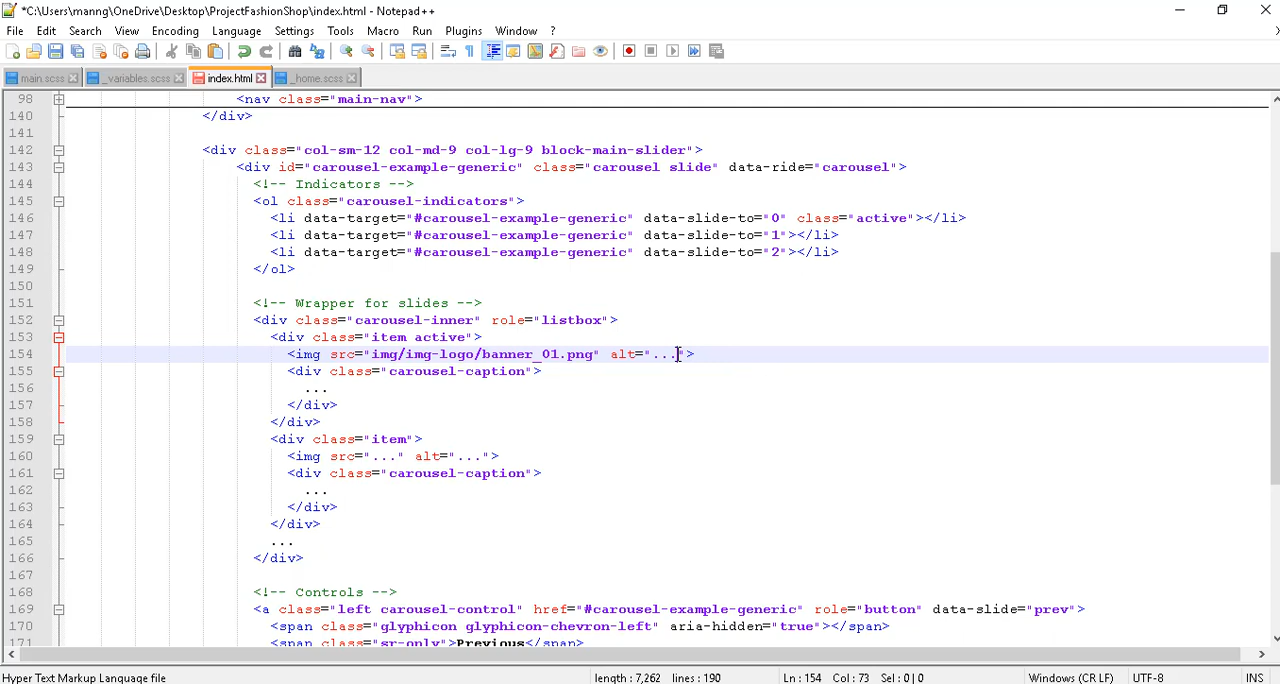 *C:\Users\manng\OneDrive\Desktop\ProjectFashionShop\index.html - Notepad++
File Edit Search View Encoding Language Settings Tools Macro Run Plugins Window ?
main.scss _variables.scss index.html _home.scss
98 <nav class="main-nav">
140 </div>
141
142 <div class="col-sm-12 col-md-9 col-lg-9 block-main-slider">
143 <div id="carousel-example-generic" class="carousel slide" data-ride="carousel">
144 <!-- Indicators -->
145 <ol class="carousel-indicators">
146 <li data-target="#carousel-example-generic" data-slide-to="0" class="active"></li>
147 <li data-target="#carousel-example-generic" data-slide-to="1"></li>
148 <li data-target="#carousel-example-generic" data-slide-to="2"></li>
149 </ol>
150
151 <!-- Wrapper for slides -->
152 <div class="carousel-inner" role="listbox">
153 <div class="item active">
154 <img src="img/img-logo/banner_01.png" alt="...">
155 <div class="carousel-caption">
156 ...
157 </div>
158 </div>
159 <div class="item">
160 <img src="..." alt="...">
161 <div class="carousel-caption">
162 ...
163 </div>
164 </div>
165 ...
166 </div>
167
168 <!-- Controls -->
169 <a class="left carousel-control" href="#carousel-example-generic" role="button" data-slide="prev">
170 <span class="glyphicon glyphicon-chevron-left" aria-hidden="true"></span>
171 <span class="sr-only">Previous</span>
Hyper Text Markup Language file length : 7,262 lines : 190 Ln : 154 Col : 73 Sel : 0 | 0 Windows (CR LF) UTF-8 INS